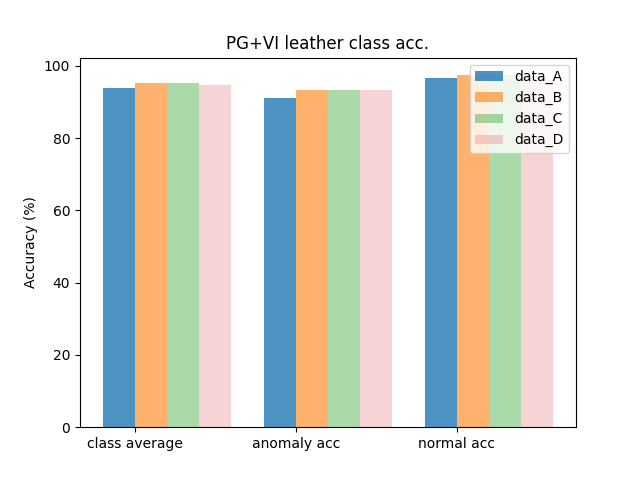 PG+VI leather class acc.
100
80
60
40
20
0
Accuracy (%)
data_A
data_B
data_C
data_D
class average
anomaly acc
normal acc